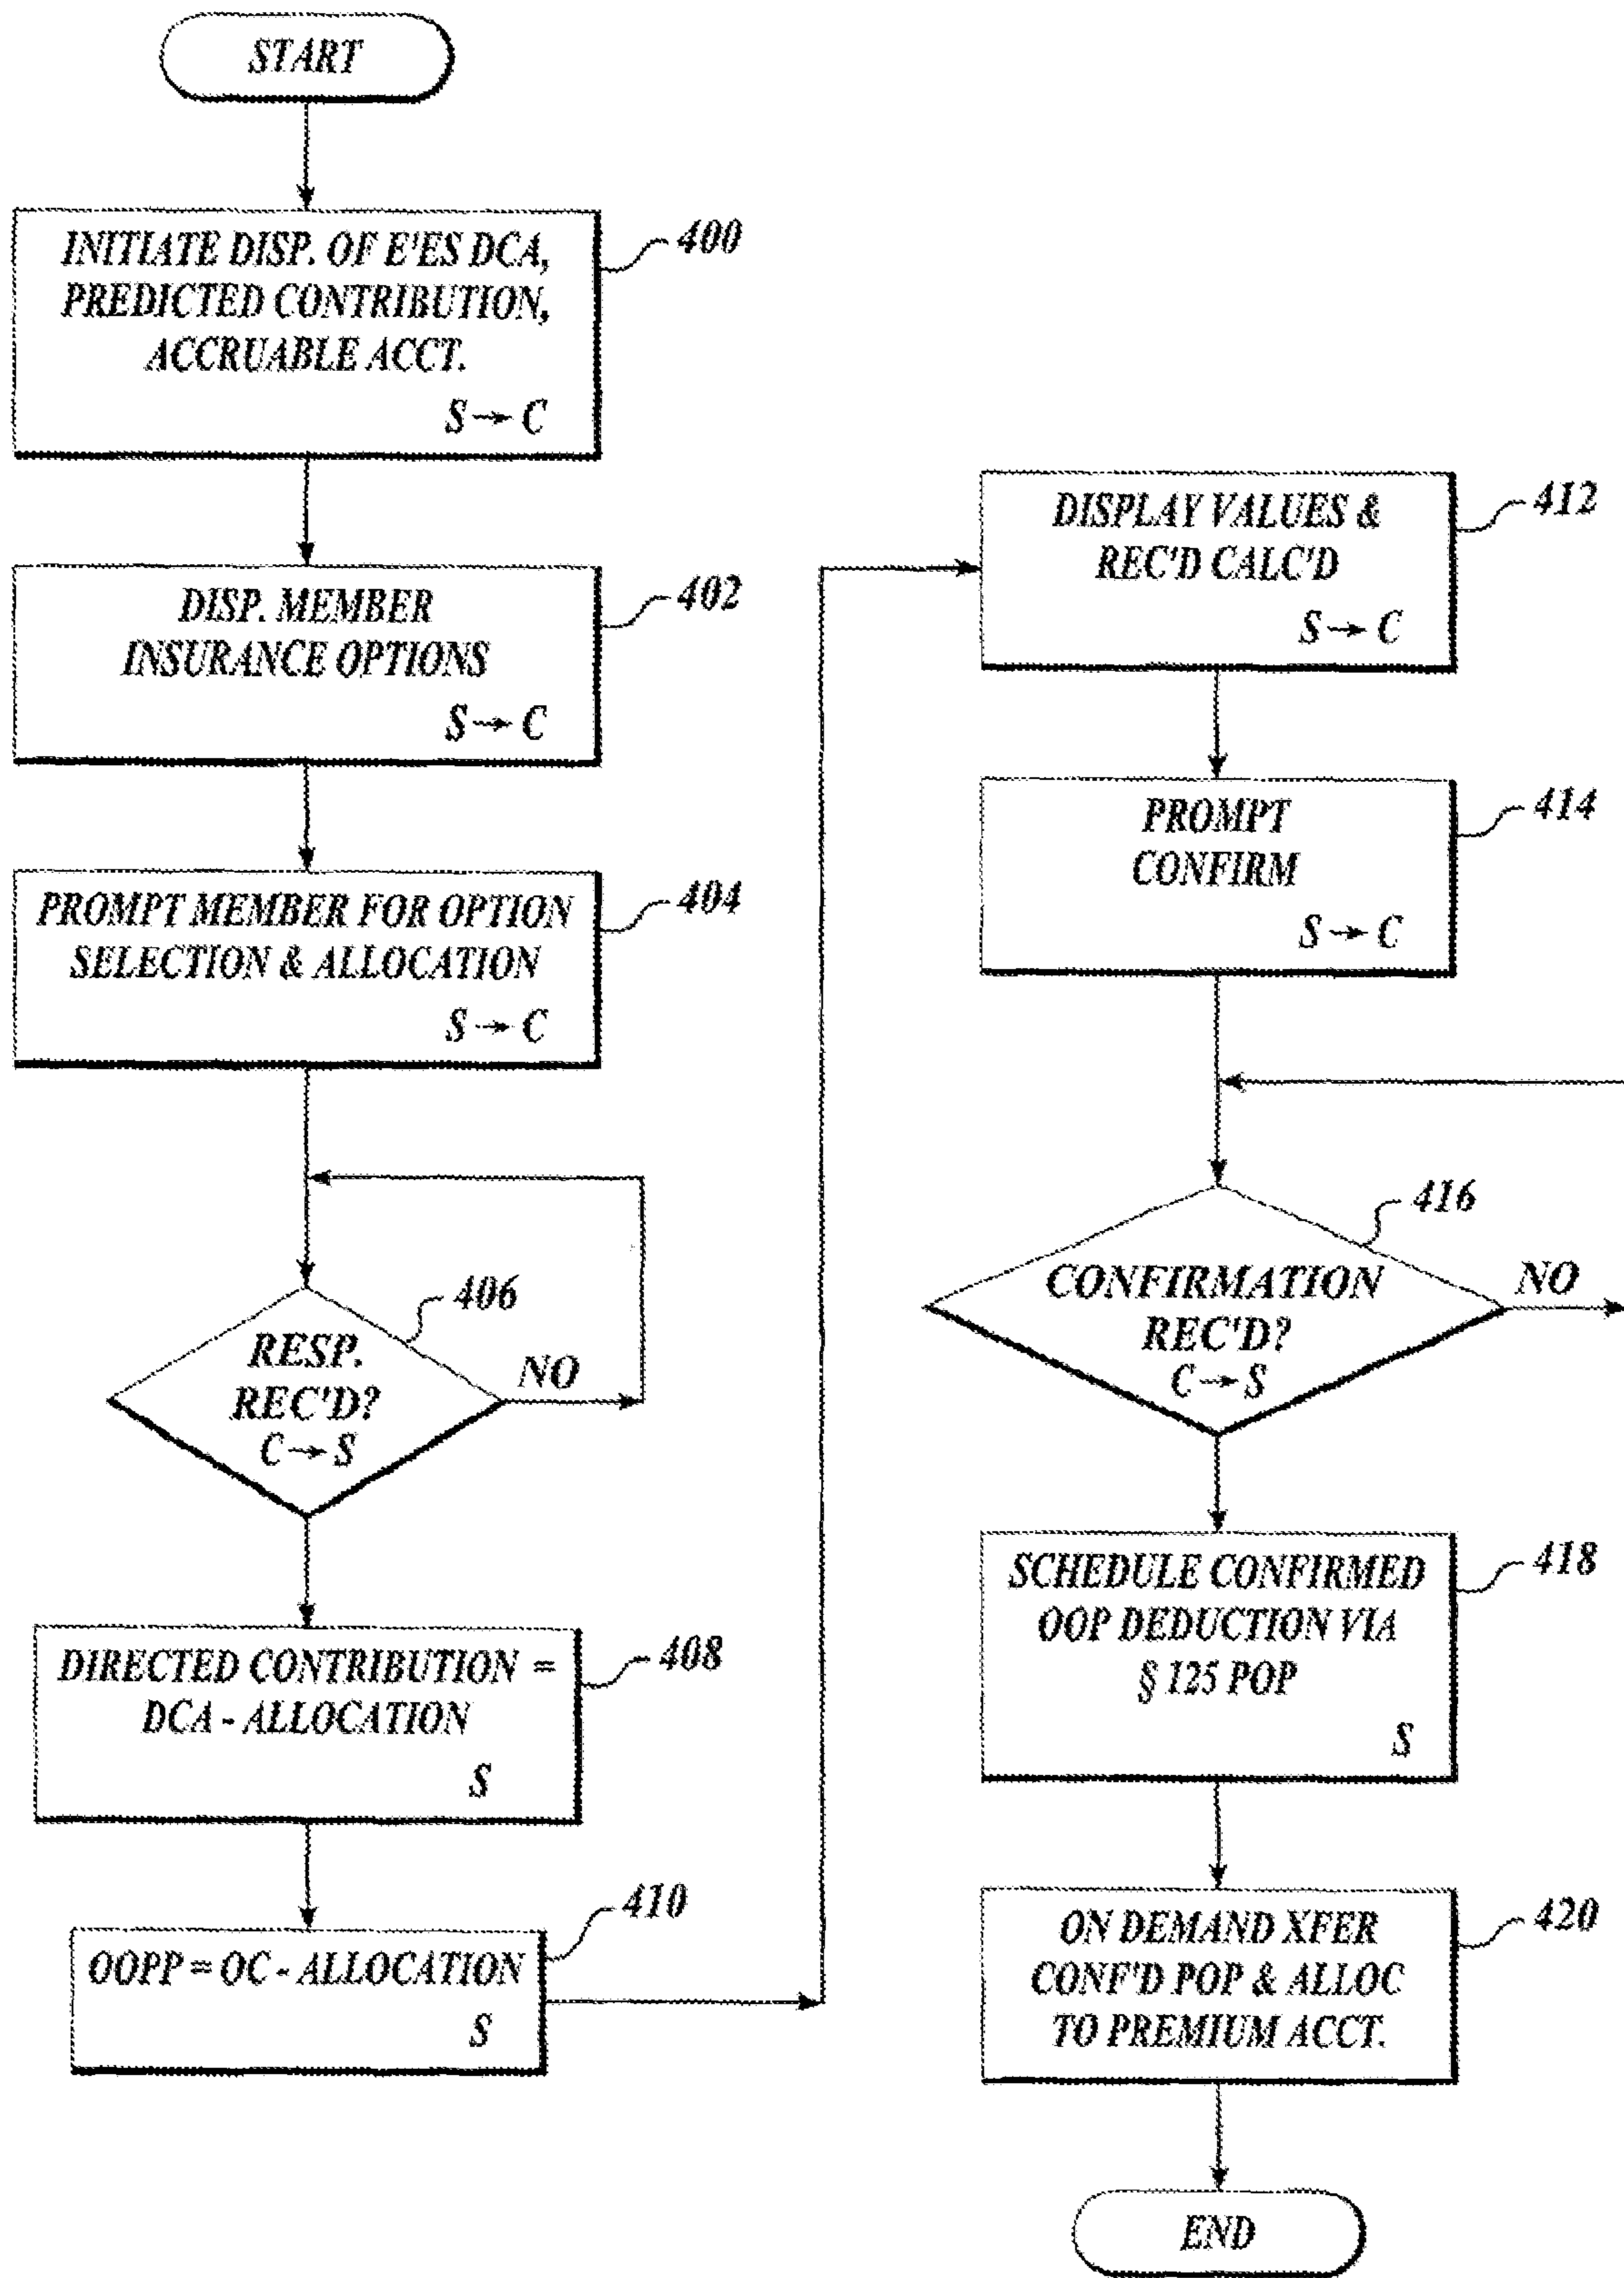 START
INITIATE DISP. OF E'ES DCA,
PREDICTED CONTRIBUTION,
ACCRUABLE ACCT.
S → C
400
DISP. MEMBER
INSURANCE OPTIONS
S → C
402
PROMPT MEMBER FOR OPTION
SELECTION & ALLOCATION
S → C
404
RESP.
REC'D?
C → S
406
NO
DIRECTED CONTRIBUTION =
DCA - ALLOCATION
S
408
OOPP = OC - ALLOCATION
S
410
DISPLAY VALUES &
REC'D CALC'D
S → C
412
PROMPT
CONFIRM
S → C
414
CONFIRMATION
REC'D?
C → S
416
NO
SCHEDULE CONFIRMED
OOP DEDUCTION VIA
§ 125 POP
S
418
ON DEMAND XFER
CONF'D POP & ALLOC
TO PREMIUM ACCT.
420
END